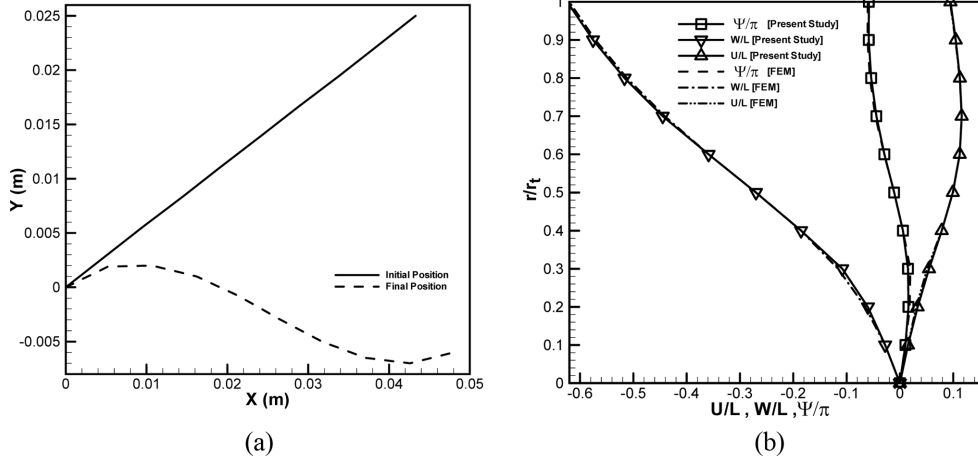 0.025
0.02
0.015
0.01
0.005
0
-0.005
Y (m)
Initial Position
Final Position
0
0.01
0.02
0.03
0.04
0.05
X (m)
(a)
1
0.9
0.8
0.7
0.6
0.5
0.4
0.3
0.2
0.1
0
r/rt
Ψ/π [Present Study]
W/L [Present Study]
U/L [Present Study]
Ψ/π [FEM]
W/L [FEM]
U/L [FEM]
-0.6
-0.5
-0.4
-0.3
-0.2
-0.1
0
0.1
U/L , W/L ,Ψ/π
(b)